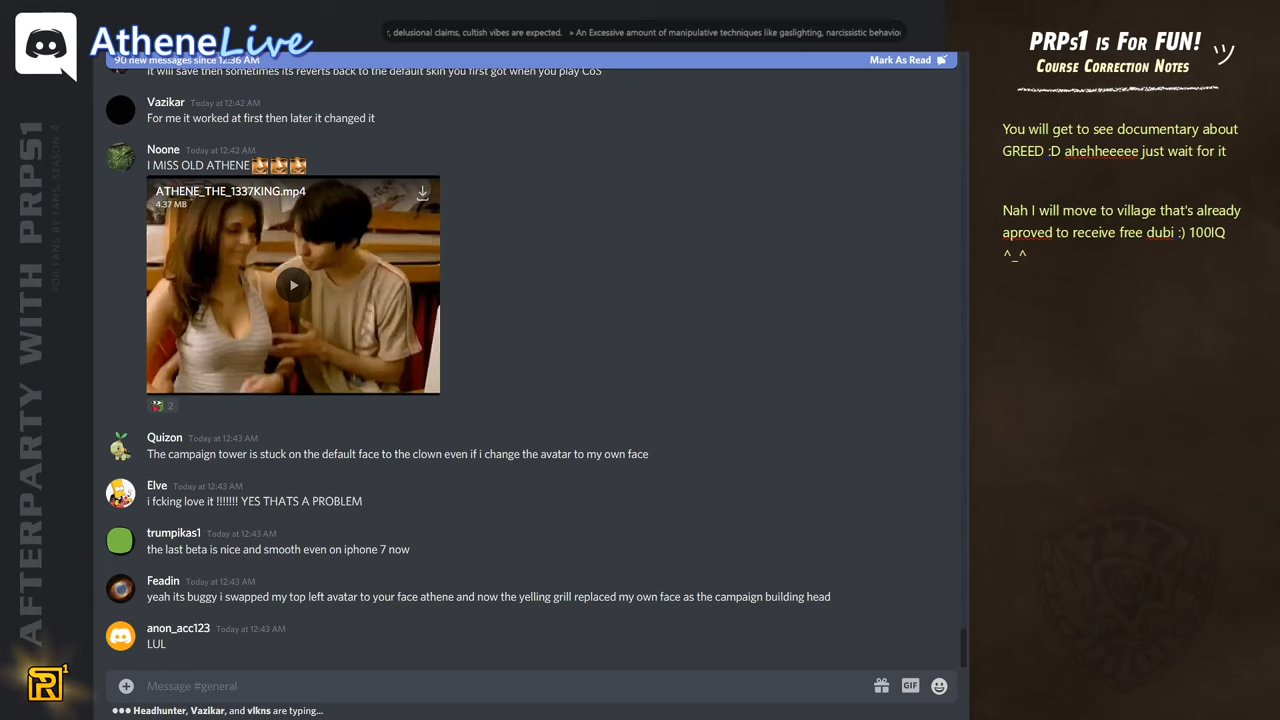 AtheneLive
, delusional claims, cultish vibes are expected. » An Excessive amount of manipulative techniques like gaslighting, narcissistic behavio
90 new messages since 12:36 AM
Mark As Read
It will save then sometimes its reverts back to the default skin you first got when you play CoS
Vazikar Today at 12:42 AM
For me it worked at first then later it changed it
Noone Today at 12:42 AM
I MISS OLD ATHENE
ATHENE_THE_1337KING.mp4
4.37 MB
2
Quizon Today at 12:43 AM
The campaign tower is stuck on the default face to the clown even if i change the avatar to my own face
Elve Today at 12:43 AM
i fcking love it !!!!!!! YES THATS A PROBLEM
trumpikas1 Today at 12:43 AM
the last beta is nice and smooth even on iphone 7 now
Feadin Today at 12:43 AM
yeah its buggy i swapped my top left avatar to your face athene and now the yelling grill replaced my own face as the campaign building head
anon_acc123 Today at 12:43 AM
LUL
Message #general
GIF
Headhunter, Vazikar, and vlkns are typing...
AFTERPARTY WITH PRPS1
FOR FANS BY FANS, SEASON 4
R1
PRPs1 is For FUN! ツ
Course Correction Notes
You will get to see documentary about
GREED :D ahehheeeee just wait for it
Nah I will move to village that's already
aproved to receive free dubi :) 100IQ
^_^